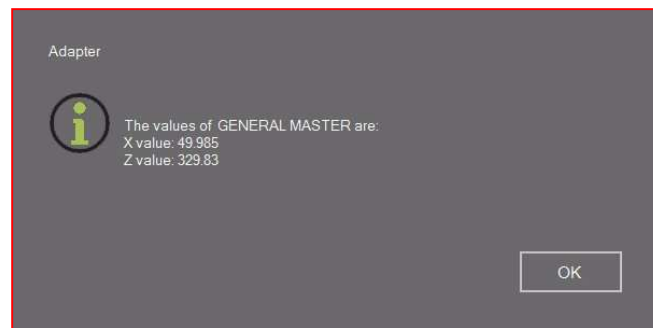 Adapter
The values of GENERAL MASTER are:
X value: 49.985
Z value: 329.83
OK